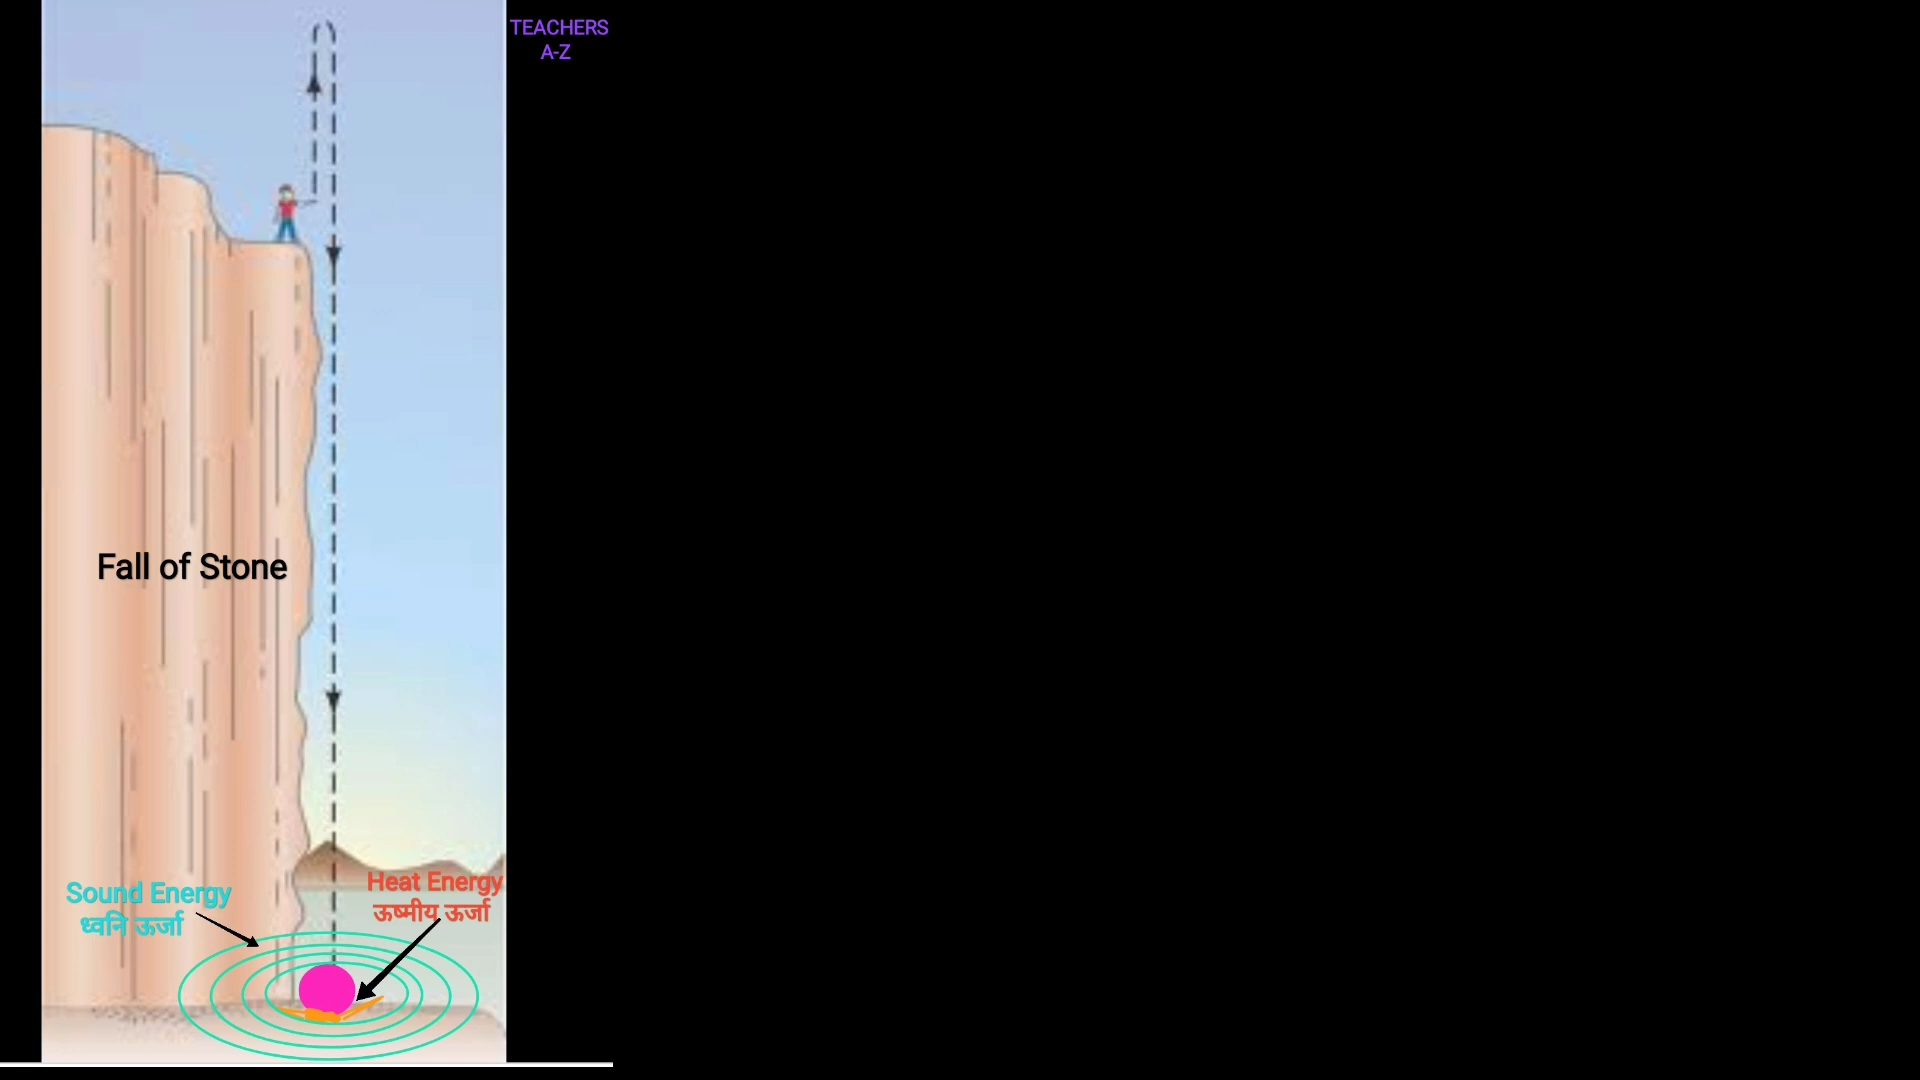 TEACHERS
A-Z
Fall of Stone
Sound Energy
ध्वनि ऊर्जा
Heat Energy
ऊष्मीय ऊर्जा